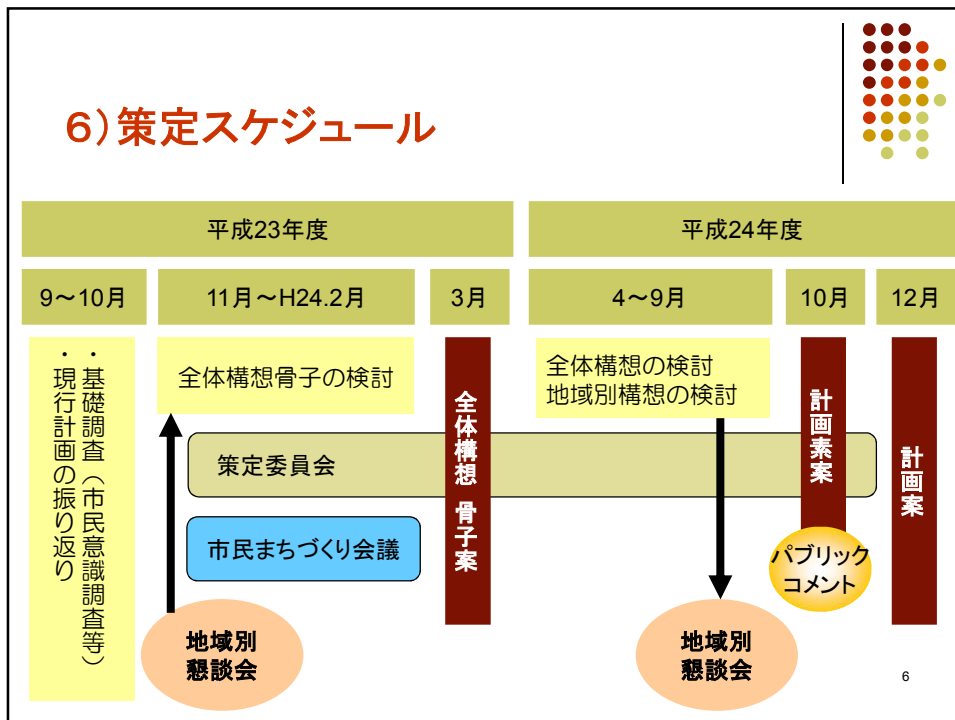 ６）策定スケジュール
平成23年度
平成24年度
9～10月
11月～H24.2月
3月
4～9月
10月
12月
・基礎調査（市民意識調査等）
・現行計画の振り返り
全体構想骨子の検討
全体構想 骨子案
全体構想の検討
地域別構想の検討
計画素案
計画案
策定委員会
市民まちづくり会議
パブリック
コメント
地域別
懇談会
地域別
懇談会
6